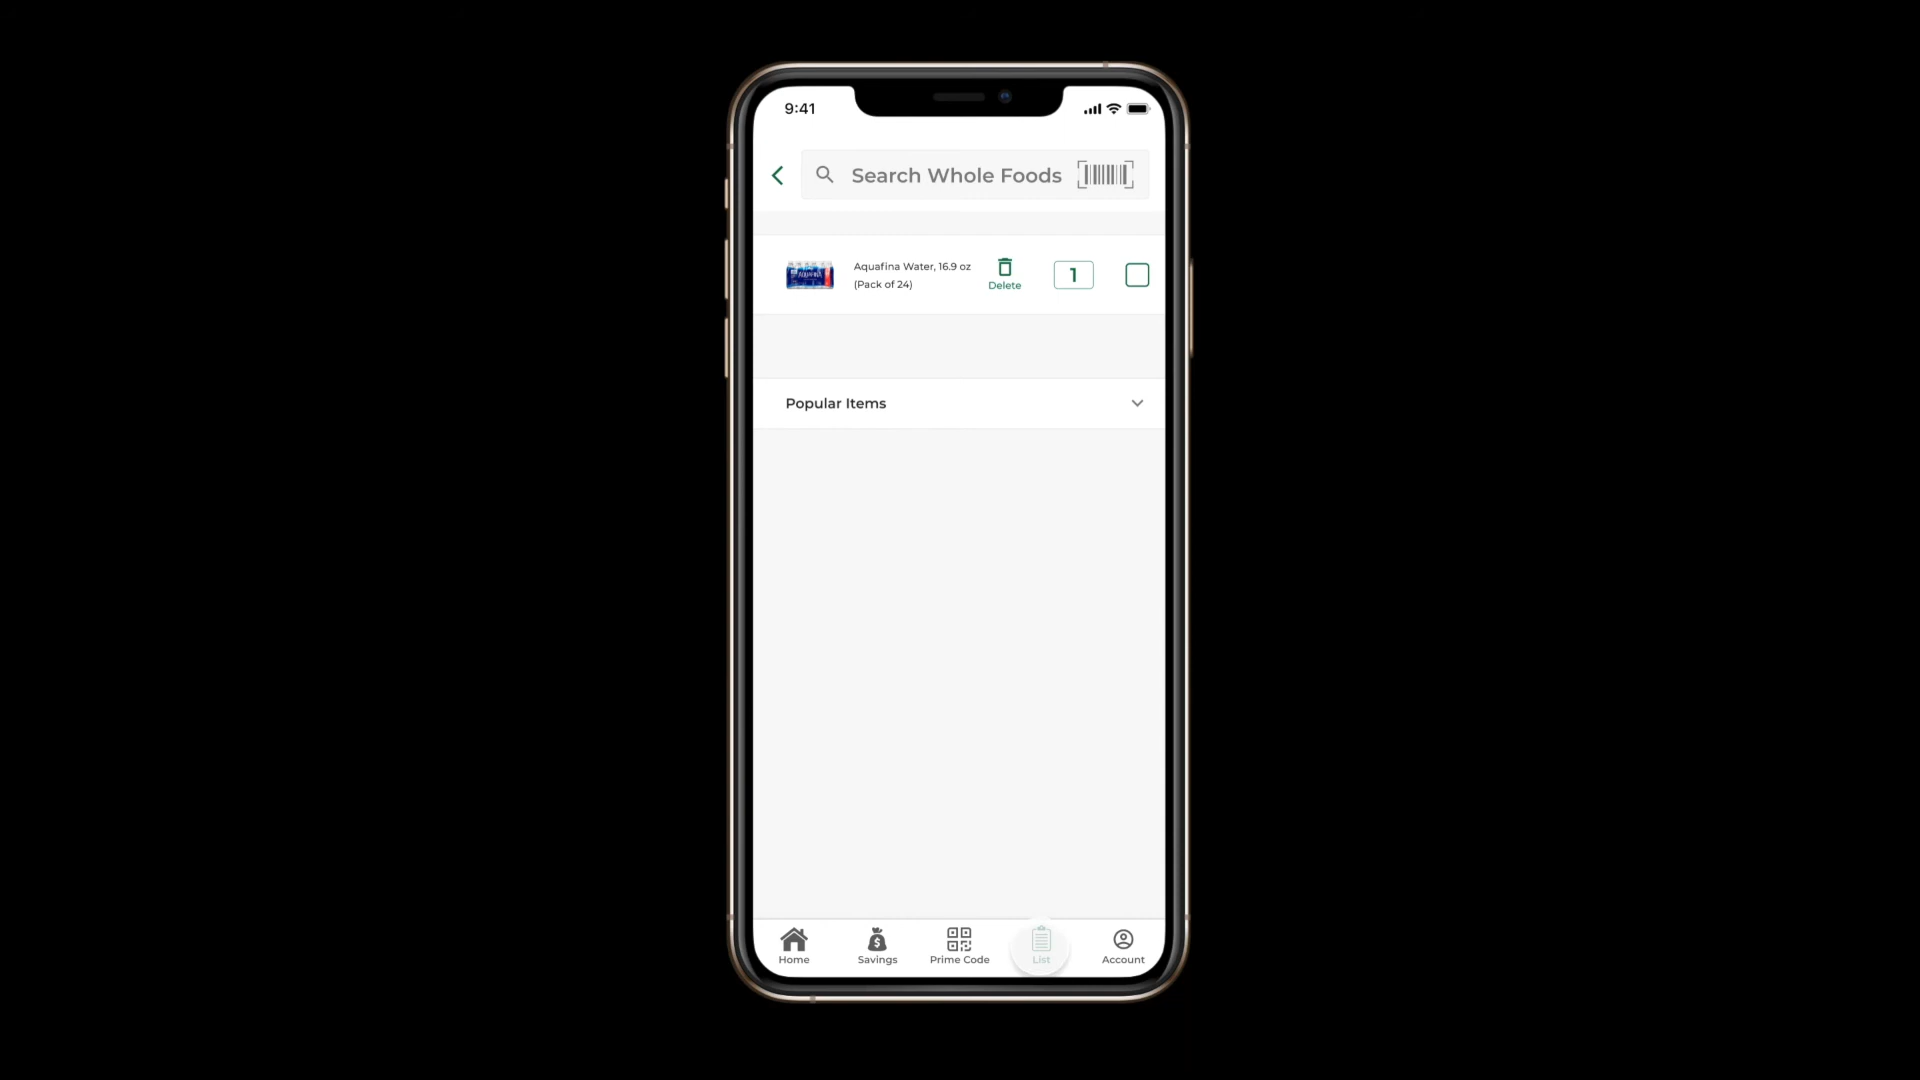 9:41
Search Whole Foods
AQUAFINA
Aquafina Water, 16.9 oz
(Pack of 24)
Delete
1
Popular Items
$
Home
Savings
Prime Code
List
Account